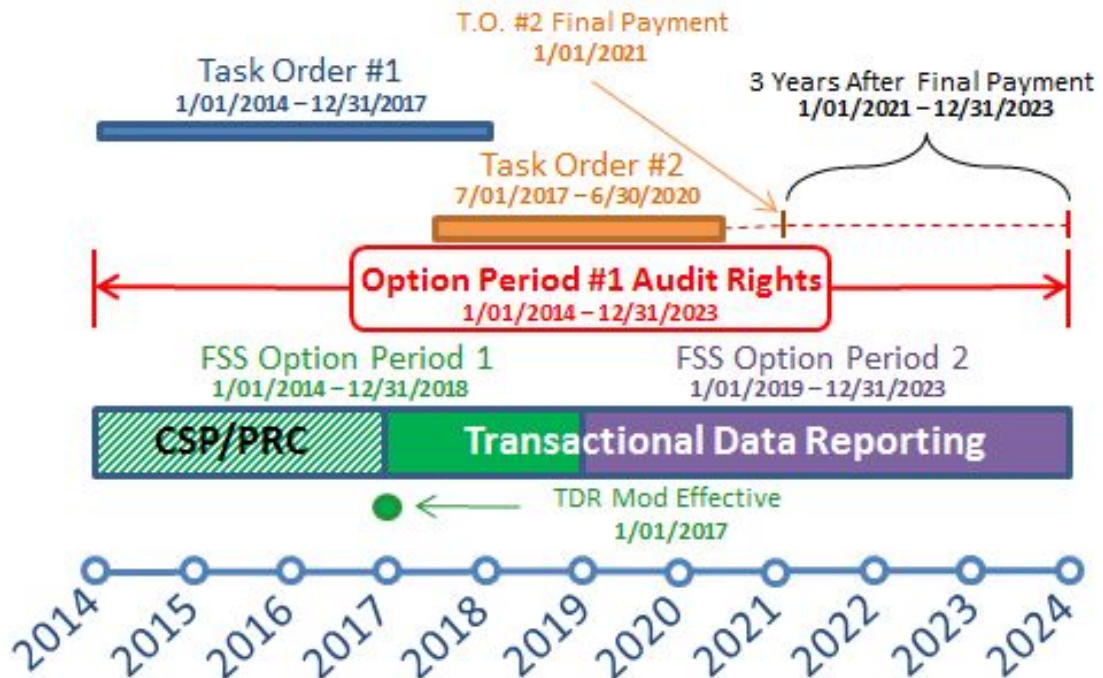 T.O. #2 Final Payment
1/01/2021
Task Order #1
1/01/2014 – 12/31/2017
3 Years After Final Payment
1/01/2021 – 12/31/2023
Task Order #2
7/01/2017 – 6/30/2020
Option Period #1 Audit Rights
1/01/2014 – 12/31/2023
FSS Option Period 1
1/01/2014 – 12/31/2018
FSS Option Period 2
1/01/2019 – 12/31/2023
CSP/PRC
Transactional Data Reporting
TDR Mod Effective
1/01/2017
2014
2015
2016
2017
2018
2019
2020
2021
2022
2023
2024